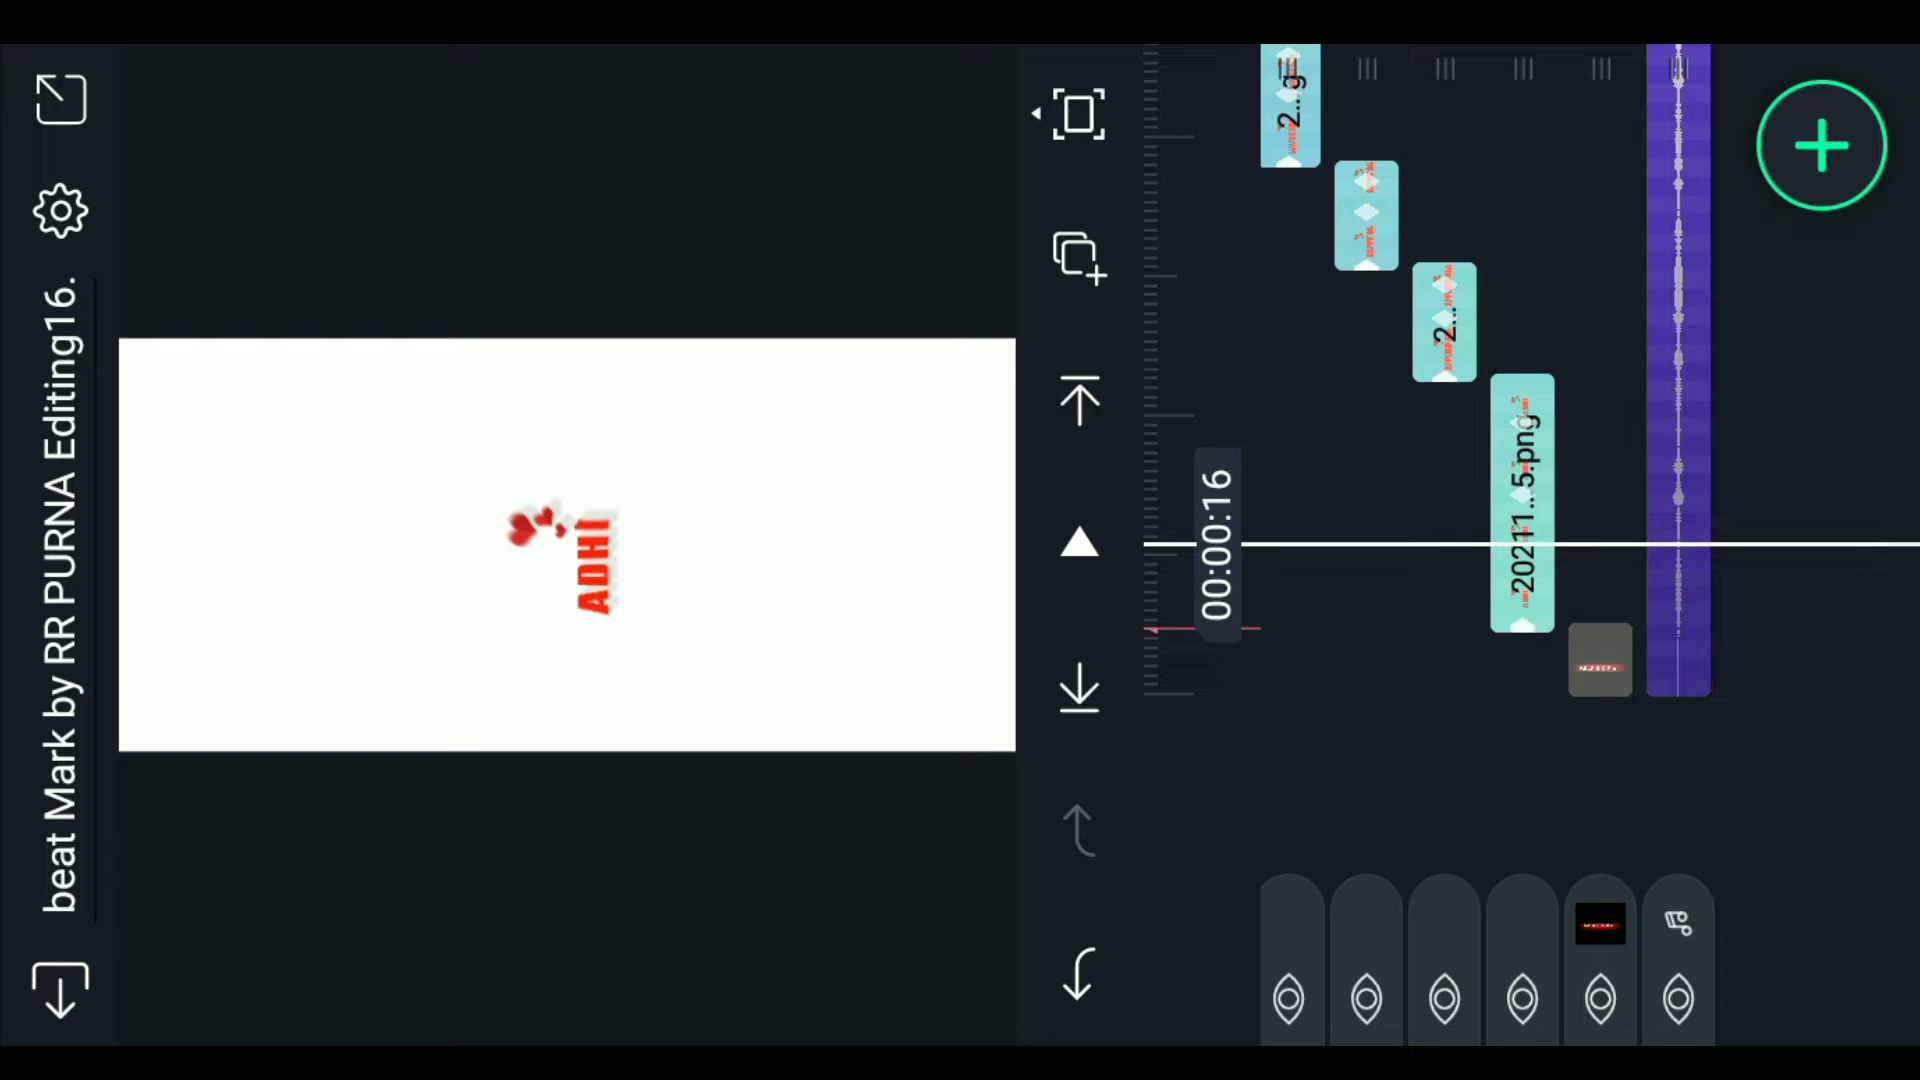 beat Mark by RR PURNA Editing16.
ADHI
00:00:16
2...g
2...
20211...5.png